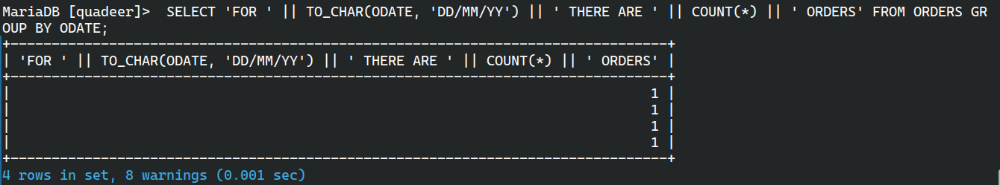 MariaDB [quadeer]>  SELECT 'FOR ' || TO_CHAR(ODATE, 'DD/MM/YY') || ' THERE ARE ' || COUNT(*) || ' ORDERS' FROM ORDERS GR
OUP BY ODATE;
+--------------------------------------------------------------------------------+
| 'FOR ' || TO_CHAR(ODATE, 'DD/MM/YY') || ' THERE ARE ' || COUNT(*) || ' ORDERS' |
+--------------------------------------------------------------------------------+
|                                                                              1 |
|                                                                              1 |
|                                                                              1 |
|                                                                              1 |
+--------------------------------------------------------------------------------+
4 rows in set, 8 warnings (0.001 sec)